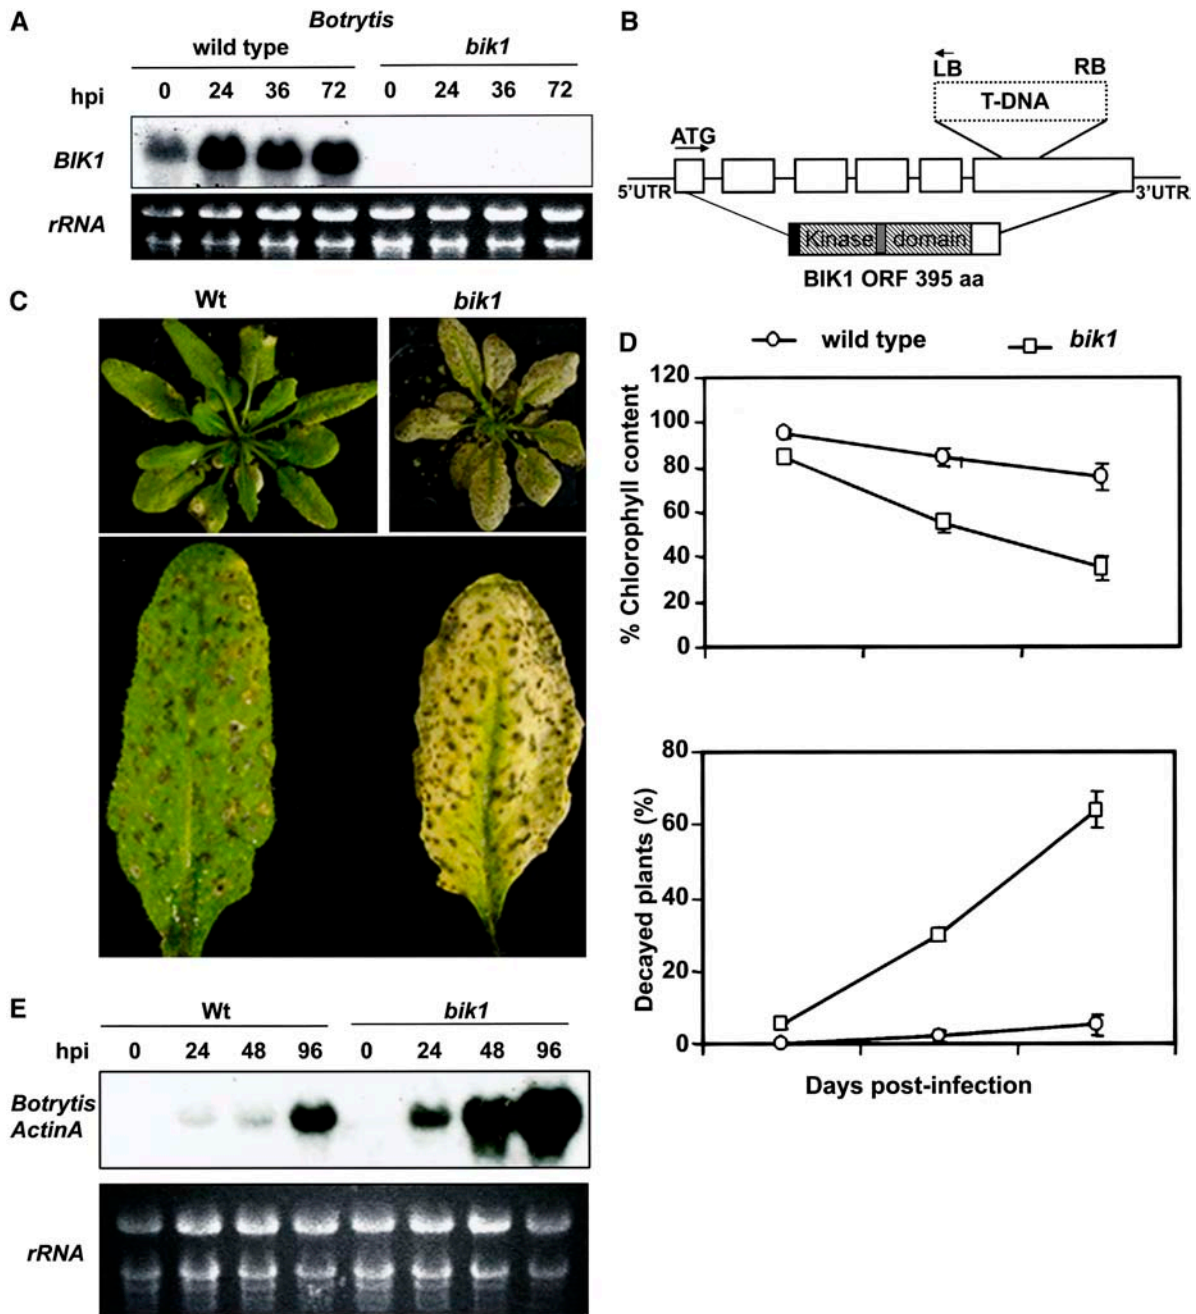 A
Botrytis
wild type bik1
hpi 0 24 36 72 0 24 36 72
BIK1
rRNA
B
LB RB
T-DNA
ATG
5'UTR 3'UTR
Kinase domain
BIK1 ORF 395 aa
C
Wt bik1
D
wild type bik1
% Chlorophyll content
120
100
80
60
40
20
0
Decayed plants (%)
80
60
40
20
0
Days post-infection
E
Wt bik1
hpi 0 24 48 96 0 24 48 96
Botrytis
ActinA
rRNA